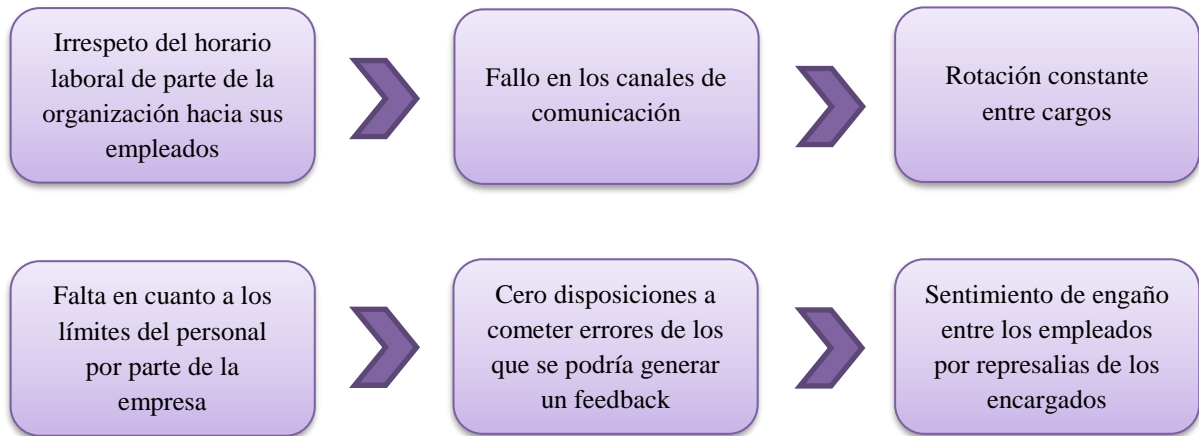 Irrespeto del horario
laboral de parte de la
organización hacia sus
empleados
Fallo en los canales de
comunicación
Rotación constante
entre cargos
Falta en cuanto a los
límites del personal
por parte de la
empresa
Cero disposiciones a
cometer errores de los
que se podría generar
un feedback
Sentimiento de engaño
entre los empleados
por represalias de los
encargados